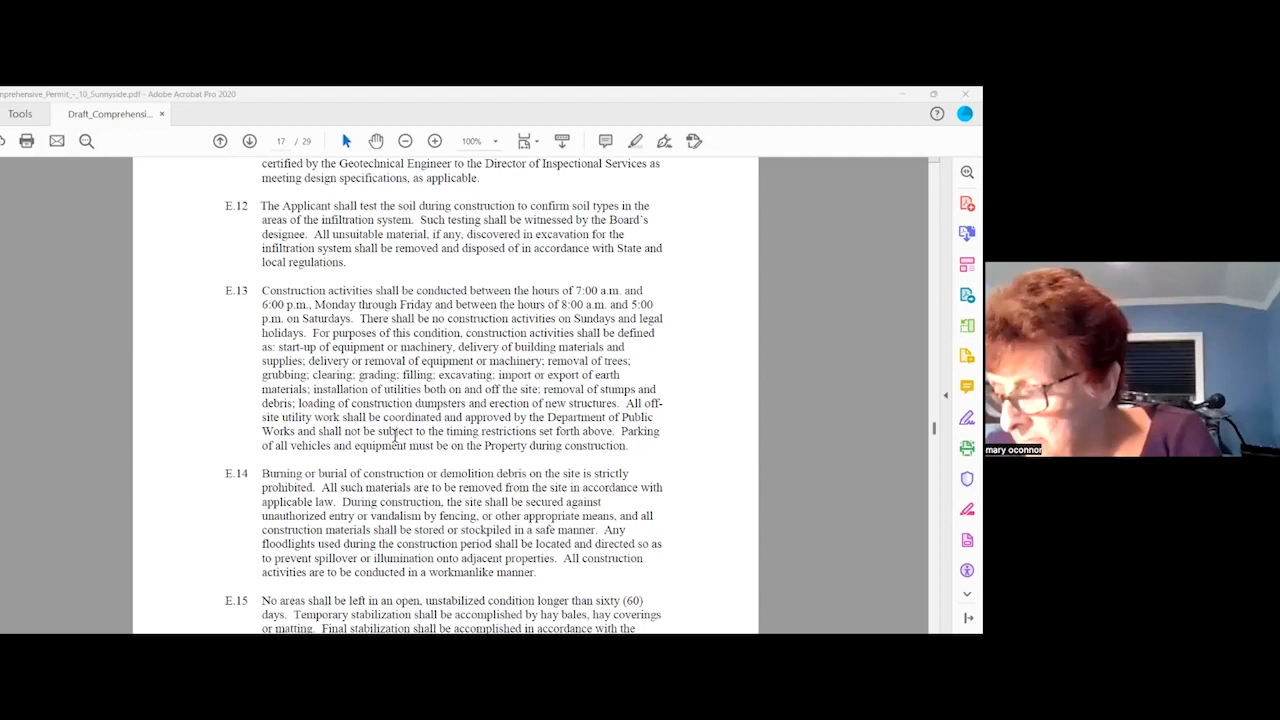 nprehensive_Permit_-_10_Sunnyside.pdf - Adobe Acrobat Pro 2020
Tools
Draft_Comprehensi... ×
17 / 29
100%
certified by the Geotechnical Engineer to the Director of Inspectional Services as
meeting design specifications, as applicable.
E.12 The Applicant shall test the soil during construction to confirm soil types in the
areas of the infiltration system. Such testing shall be witnessed by the Board's
designee. All unsuitable material, if any, discovered in excavation for the
infiltration system shall be removed and disposed of in accordance with State and
local regulations.
E.13 Construction activities shall be conducted between the hours of 7:00 a.m. and
6:00 p.m., Monday through Friday and between the hours of 8:00 a.m. and 5:00
p.m. on Saturdays. There shall be no construction activities on Sundays and legal
holidays. For purposes of this condition, construction activities shall be defined
as: start-up of equipment or machinery, delivery of building materials and
supplies; delivery or removal of equipment or machinery; removal of trees;
grubbing; clearing; grading; filling; excavating; import or export of earth
materials; installation of utilities both on and off the site; removal of stumps and
debris; loading of construction dumpsters and erection of new structures. All off-
site utility work shall be coordinated and approved by the Department of Public
Works and shall not be subject to the timing restrictions set forth above. Parking
of all vehicles and equipment must be on the Property during construction.
E.14 Burning or burial of construction or demolition debris on the site is strictly
prohibited. All such materials are to be removed from the site in accordance with
applicable law. During construction, the site shall be secured against
unauthorized entry or vandalism by fencing, or other appropriate means, and all
construction materials shall be stored or stockpiled in a safe manner. Any
floodlights used during the construction period shall be located and directed so as
to prevent spillover or illumination onto adjacent properties. All construction
activities are to be conducted in a workmanlike manner.
E.15 No areas shall be left in an open, unstabilized condition longer than sixty (60)
days. Temporary stabilization shall be accomplished by hay bales, hay coverings
or matting. Final stabilization shall be accomplished in accordance with the
mary oconnor